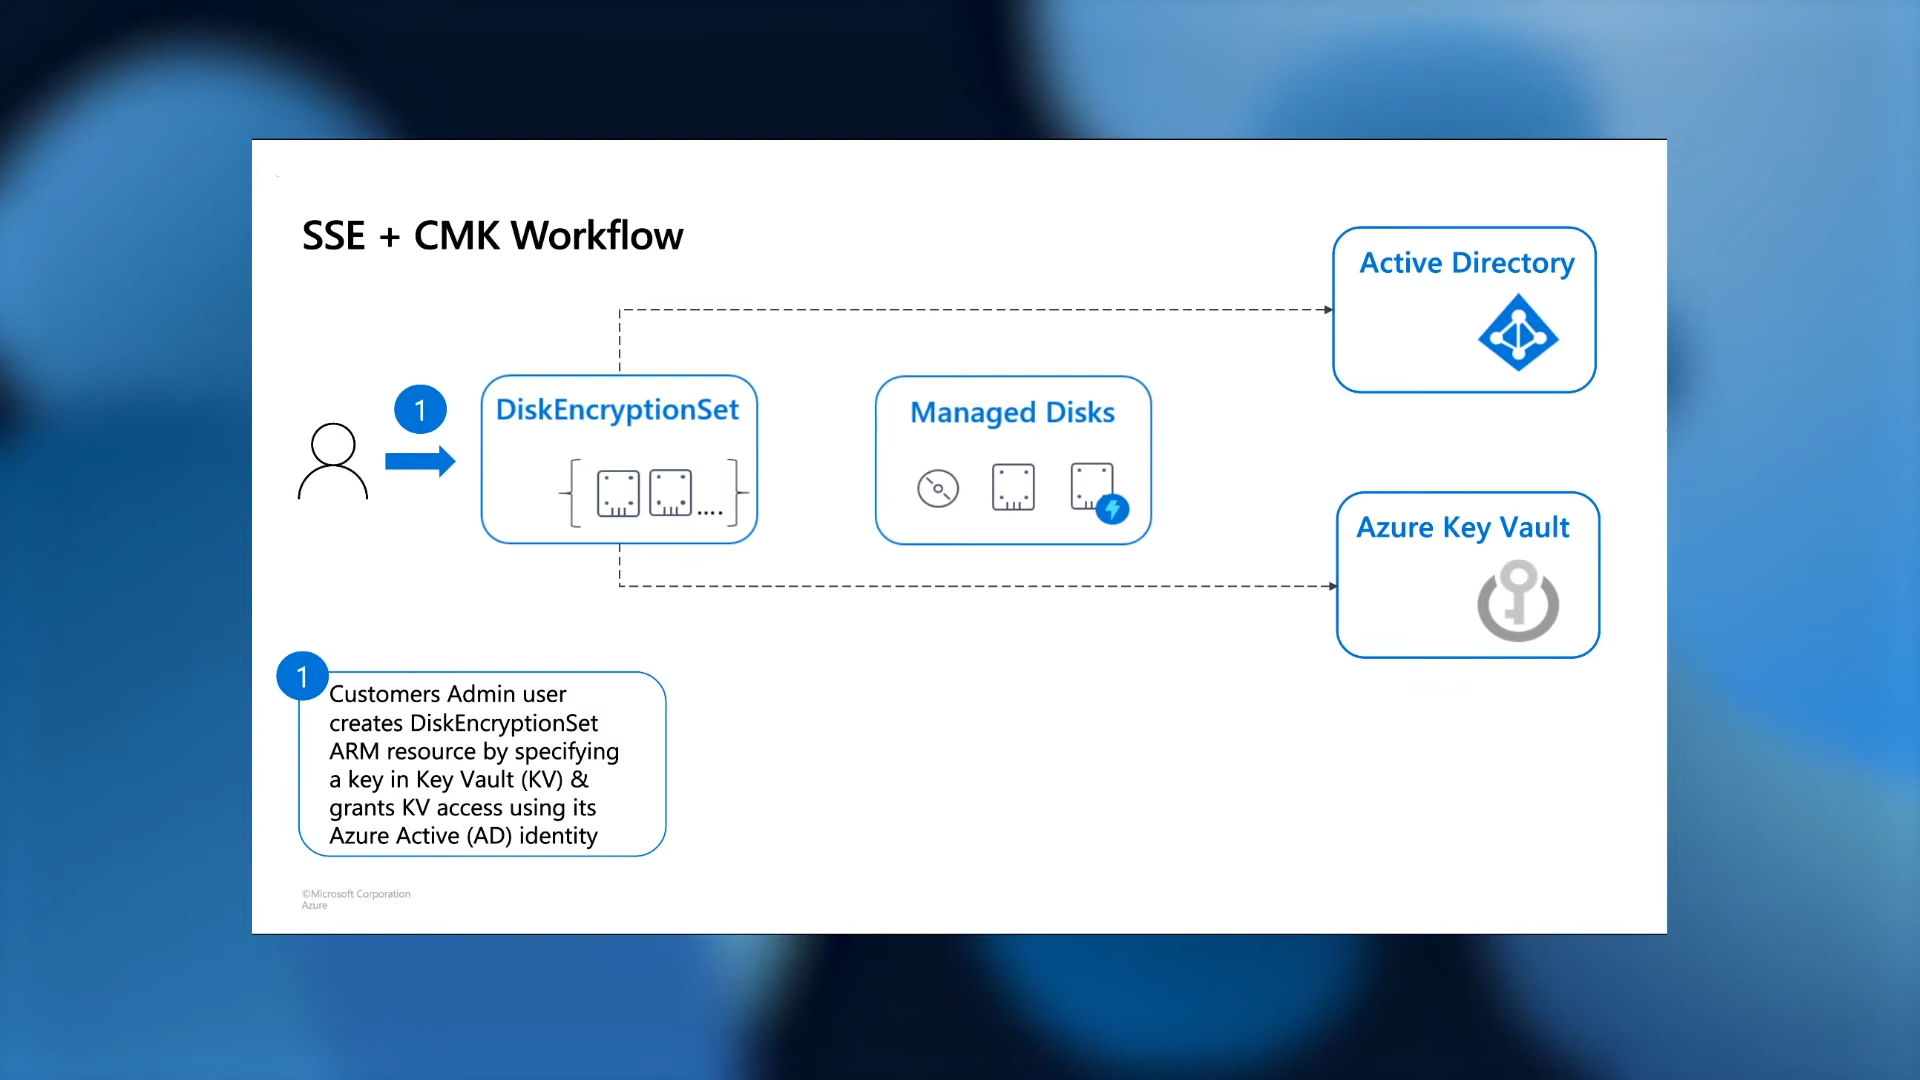 SSE + CMK Workflow
Active Directory
1
DiskEncryptionSet
....
Managed Disks
Azure Key Vault
1
Customers Admin user
creates DiskEncryptionSet
ARM resource by specifying
a key in Key Vault (KV) &
grants KV access using its
Azure Active (AD) identity
©Microsoft Corporation
Azure